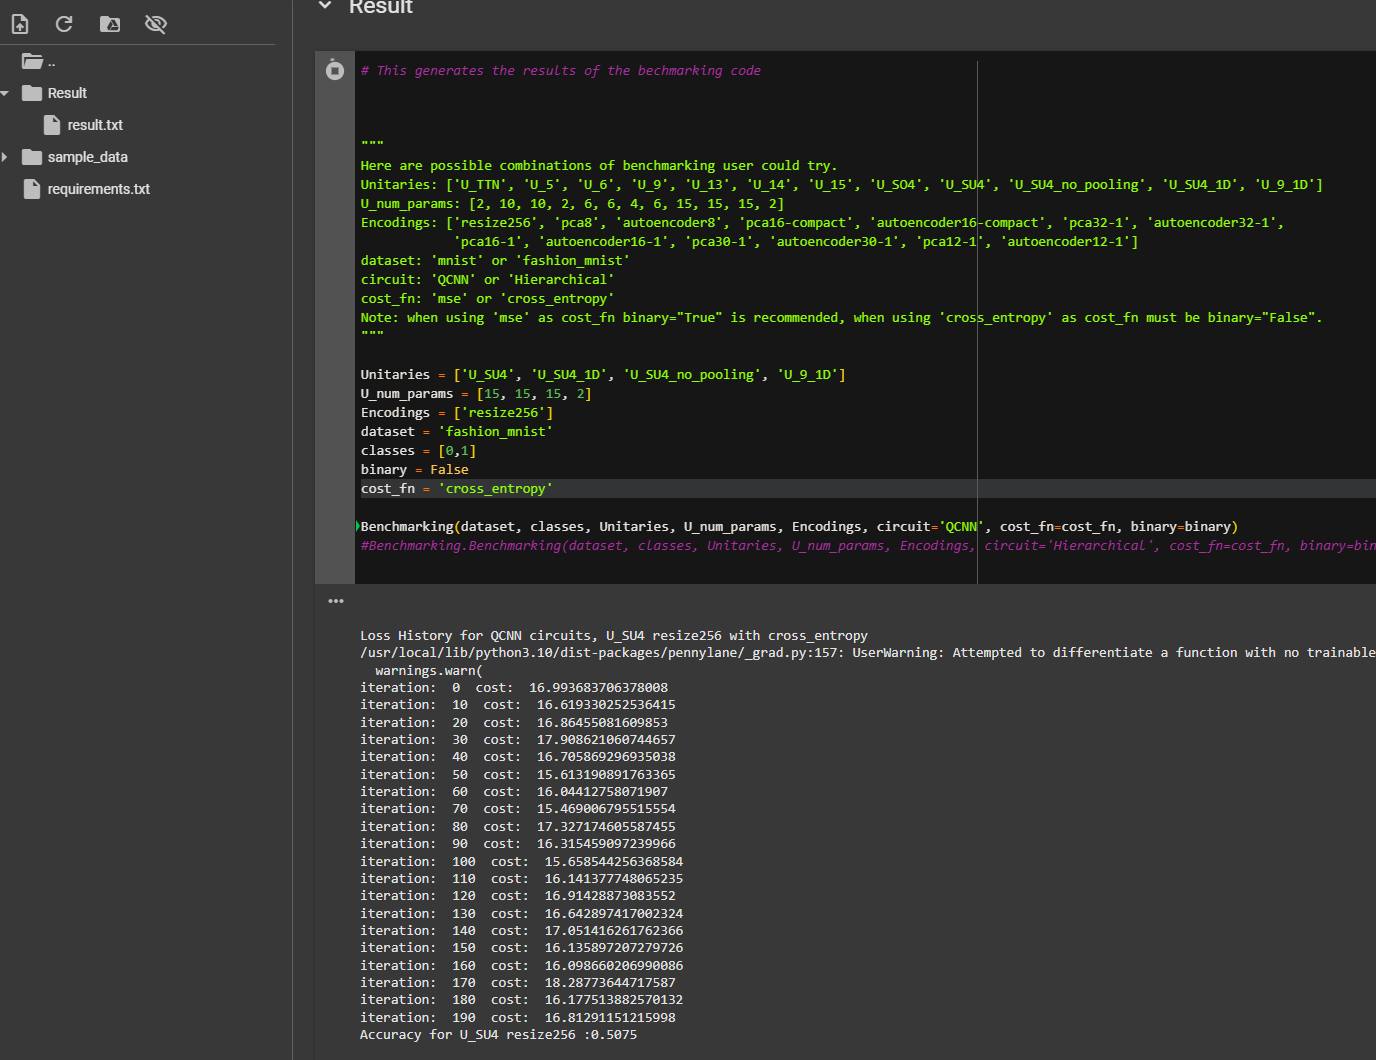 Result
..
Result
result.txt
sample_data
requirements.txt
# This generates the results of the bechmarking code
"""
Here are possible combinations of benchmarking user could try.
Unitaries: ['U_TTN', 'U_5', 'U_6', 'U_9', 'U_13', 'U_14', 'U_15', 'U_SO4', 'U_SU4', 'U_SU4_no_pooling', 'U_SU4_1D', 'U_9_1D']
U_num_params: [2, 10, 10, 2, 6, 6, 4, 6, 15, 15, 15, 2]
Encodings: ['resize256', 'pca8', 'autoencoder8', 'pca16-compact', 'autoencoder16-compact', 'pca32-1', 'autoencoder32-1',
'pca16-1', 'autoencoder16-1', 'pca30-1', 'autoencoder30-1', 'pca12-1', 'autoencoder12-1']
dataset: 'mnist' or 'fashion_mnist'
circuit: 'QCNN' or 'Hierarchical'
cost_fn: 'mse' or 'cross_entropy'
Note: when using 'mse' as cost_fn binary="True" is recommended, when using 'cross_entropy' as cost_fn must be binary="False".
"""
Unitaries = ['U_SU4', 'U_SU4_1D', 'U_SU4_no_pooling', 'U_9_1D']
U_num_params = [15, 15, 15, 2]
Encodings = ['resize256']
dataset = 'fashion_mnist'
classes = [0,1]
binary = False
cost_fn = 'cross_entropy'
Benchmarking(dataset, classes, Unitaries, U_num_params, Encodings, circuit='QCNN', cost_fn=cost_fn, binary=binary)
#Benchmarking.Benchmarking(dataset, classes, Unitaries, U_num_params, Encodings, circuit='Hierarchical', cost_fn=cost_fn, binary=bin
Loss History for QCNN circuits, U_SU4 resize256 with cross_entropy
/usr/local/lib/python3.10/dist-packages/pennylane/_grad.py:157: UserWarning: Attempted to differentiate a function with no trainable
warnings.warn(
iteration:  0  cost:  16.993683706378008
iteration:  10  cost:  16.619330252536415
iteration:  20  cost:  16.86455081609853
iteration:  30  cost:  17.908621060744657
iteration:  40  cost:  16.705869296935038
iteration:  50  cost:  15.613190891763365
iteration:  60  cost:  16.04412758071907
iteration:  70  cost:  15.469006795515554
iteration:  80  cost:  17.327174605587455
iteration:  90  cost:  16.315459097239966
iteration:  100  cost:  15.658544256368584
iteration:  110  cost:  16.141377748065235
iteration:  120  cost:  16.91428873083552
iteration:  130  cost:  16.642897417002324
iteration:  140  cost:  17.051416261762366
iteration:  150  cost:  16.135897207279726
iteration:  160  cost:  16.098660206990086
iteration:  170  cost:  18.28773644717587
iteration:  180  cost:  16.177513882570132
iteration:  190  cost:  16.81291151215998
Accuracy for U_SU4 resize256 :0.5075